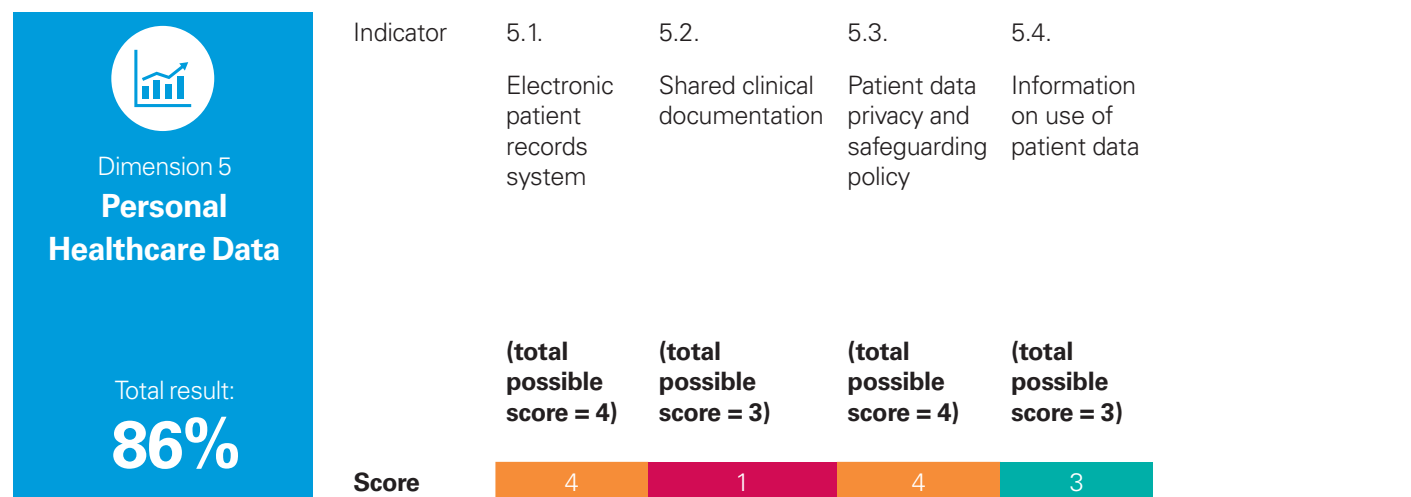 Dimension 5
Personal
Healthcare Data
Total result:
86%
Indicator
5.1.
Electronic
patient
records
system
(total
possible
score = 4)
5.2.
Shared clinical
documentation
(total
possible
score = 3)
5.3.
Patient data
privacy and
safeguarding
policy
(total
possible
score = 4)
5.4.
Information
on use of
patient data
(total
possible
score = 3)
Score
4
1
4
3